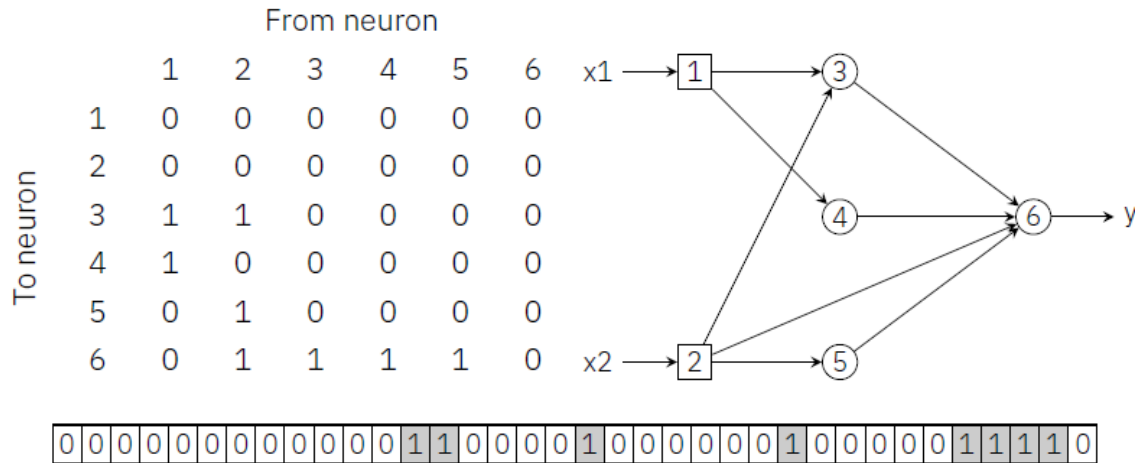 From neuron
1 2 3 4 5 6
To neuron
1 0 0 0 0 0 0
2 0 0 0 0 0 0
3 1 1 0 0 0 0
4 1 0 0 0 0 0
5 0 1 0 0 0 0
6 0 1 1 1 1 0
x1 1 3
4 6 y
x2 2 5
0 0 0 0 0 0 0 0 0 0 0 0 1 1 0 0 0 0 1 0 0 0 0 0 0 1 0 0 0 0 0 1 1 1 1 0